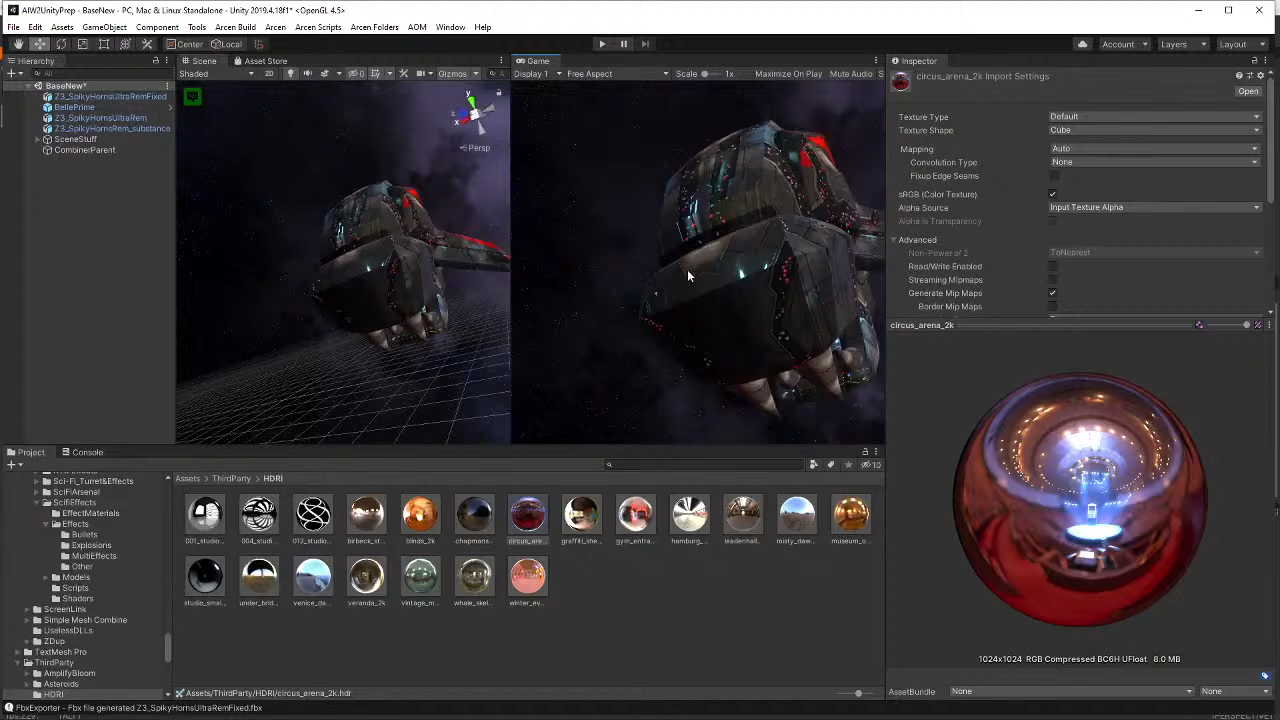 AIW2UnityPrep - BaseNew - PC, Mac & Linux Standalone - Unity 2019.4.18f1* <OpenGL 4.5>
File Edit Assets GameObject Component Tools Arcen Build Arcen Arcen Scripts Arcen Folders AOM Window Help
Center Local Account Layers Layout
Hierarchy
All
BaseNew*
Z3_SpikyHornsUltraRemFixed
BellePrime
Z3_SpikyHornsUltraRem
Z3_SpikyHornsRem_substance
SceneStuff
CombinerParent
Scene Asset Store
Shaded 2D 0 Gizmos
y
z
x
Persp
Game
Display 1 Free Aspect Scale 1x Maximize On Play Mute Audio
Inspector
circus_arena_2k Import Settings
Open
Texture Type Default
Texture Shape Cube
Mapping Auto
Convolution Type None
Fixup Edge Seams
sRGB (Color Texture)
Alpha Source Input Texture Alpha
Alpha Is Transparency
Advanced
Non-Power of 2 ToNearest
Read/Write Enabled
Streaming Mipmaps
Generate Mip Maps
Border Mip Maps
circus_arena_2k
1024x1024 RGB Compressed BC6H UFloat 8.0 MB
AssetBundle None None
Project Console
10
Sci-Fi_Turret&Effects
SciFiArsenal
ScifiEffects
EffectMaterials
Effects
Bullets
Explosions
MultiEffects
Other
Models
Scripts
Shaders
ScreenLink
Simple Mesh Combine
UselessDLLs
ZDup
TextMesh Pro
ThirdParty
AmplifyBloom
Asteroids
HDRI
Assets > ThirdParty > HDRI
001_studio... 004_studi... 012_studio... birbeck_st... blinds_2k chapmans... circus_are... graffiti_she... gym_entra... hamburg_... leadenhall... misty_daw... museum_o...
studio_smal... under_brid... venice_da... veranda_2k vintage_m... whale_skel... winter_ev...
Assets/ThirdParty/HDRI/circus_arena_2k.hdr
FbxExporter - Fbx file generated Z3_SpikyHornsUltraRemFixed.fbx